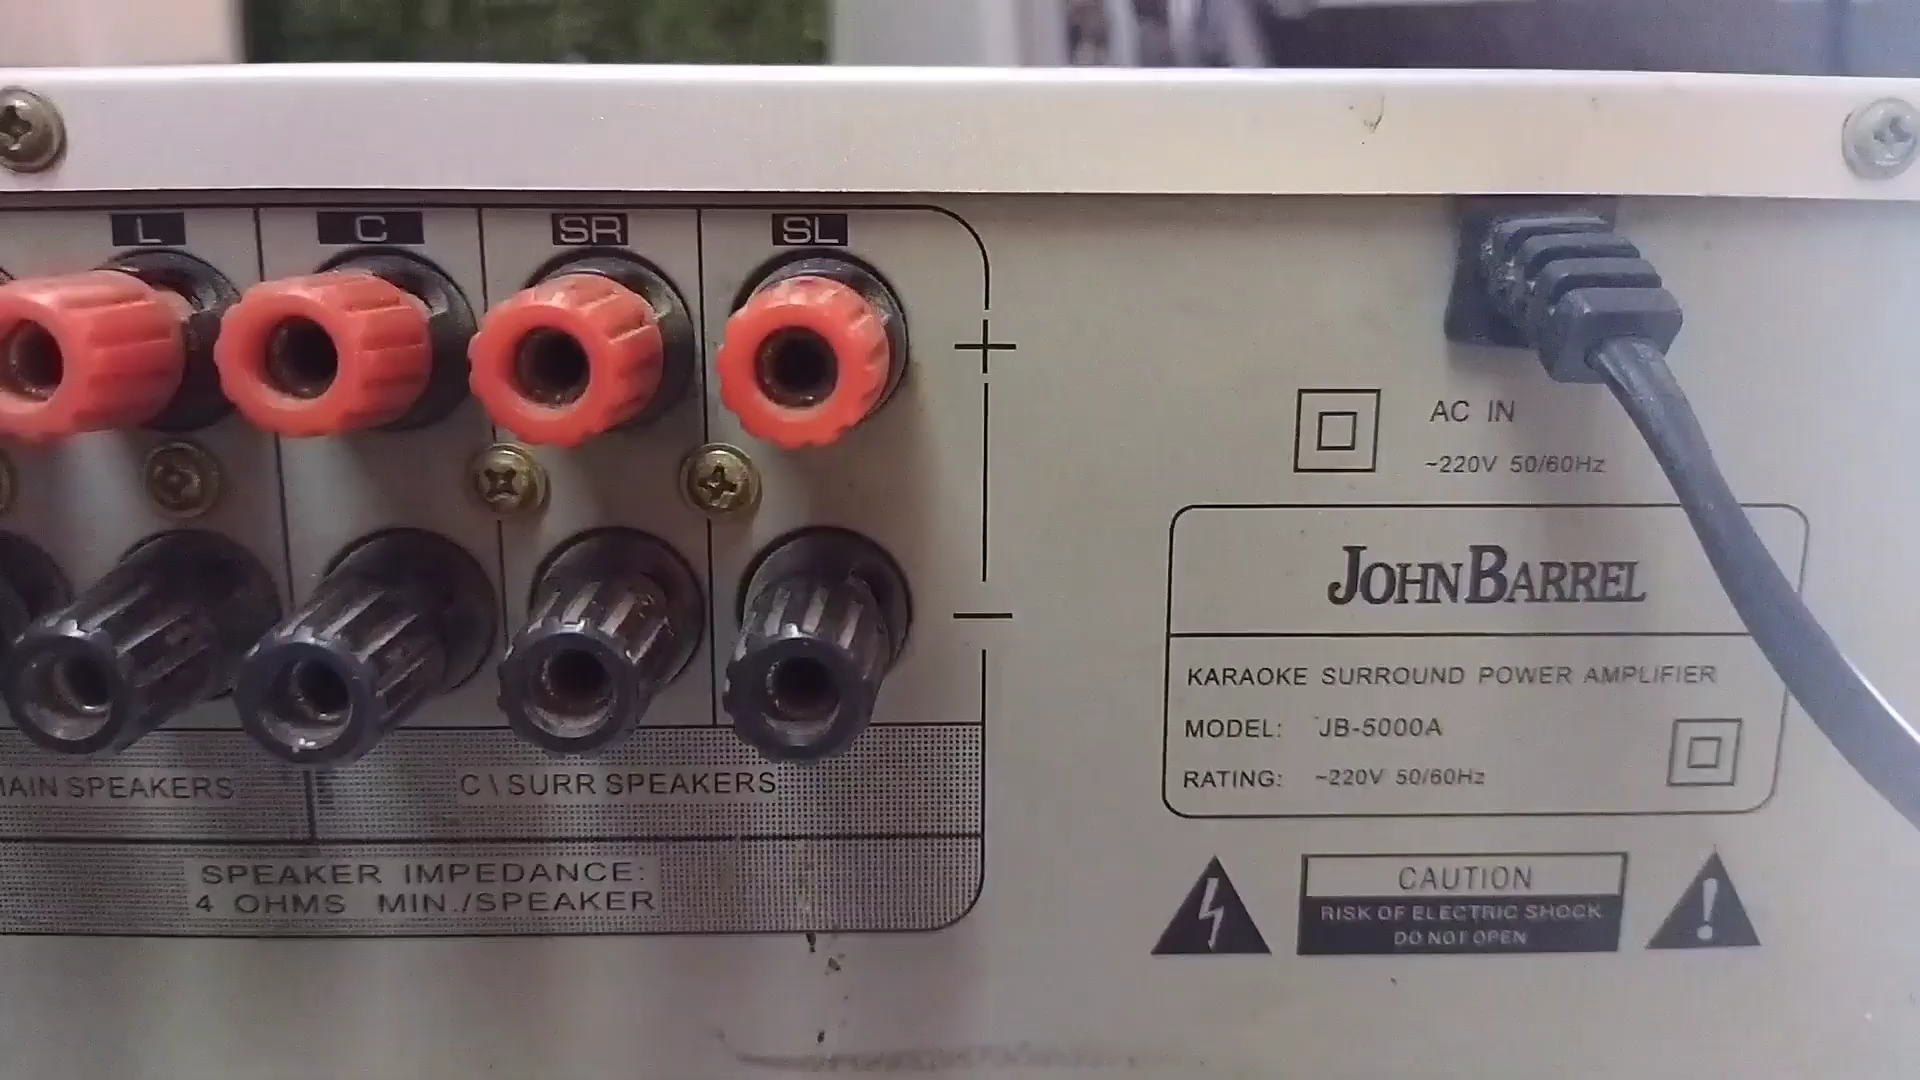 L C SR SL
+
-
AIN SPEAKERS
C\SURR SPEAKERS
SPEAKER IMPEDANCE:
4 OHMS MIN./SPEAKER
AC IN
~220V 50/60Hz
JOHNBARREL
KARAOKE SURROUND POWER AMPLIFIER
MODEL: JB-5000A
RATING: ~220V 50/60Hz
CAUTION
RISK OF ELECTRIC SHOCK
DO NOT OPEN